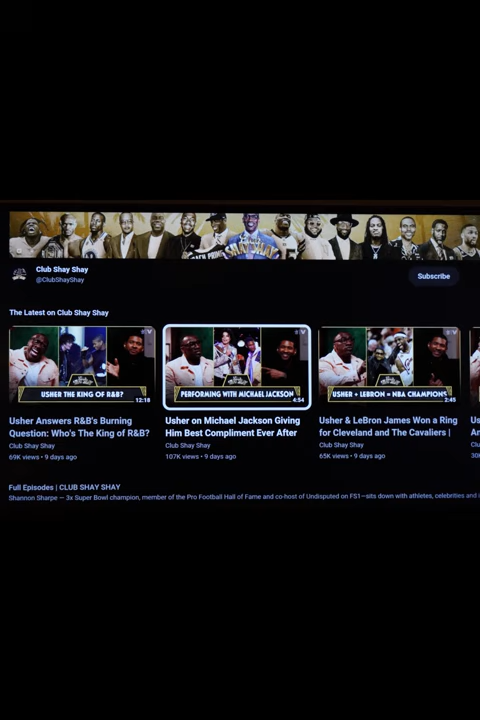 Club Shay Shay
@ClubShayShay
Subscribe
The Latest on Club Shay Shay
USHER THE KING OF R&B?
12:18
PERFORMING WITH MICHAEL JACKSON
4:54
USHER + LEBRON = NBA CHAMPIONS
2:45
Usher Answers R&B's Burning
Question: Who's The King of R&B?
Club Shay Shay
69K views • 9 days ago
Usher on Michael Jackson Giving
Him Best Compliment Ever After
Club Shay Shay
107K views • 9 days ago
Usher & LeBron James Won a Ring
for Cleveland and The Cavaliers |
Club Shay Shay
65K views • 9 days ago
Us
An
Clu
30K
Full Episodes | CLUB SHAY SHAY
Shannon Sharpe — 3x Super Bowl champion, member of the Pro Football Hall of Fame and co-host of Undisputed on FS1—sits down with athletes, celebrities and i